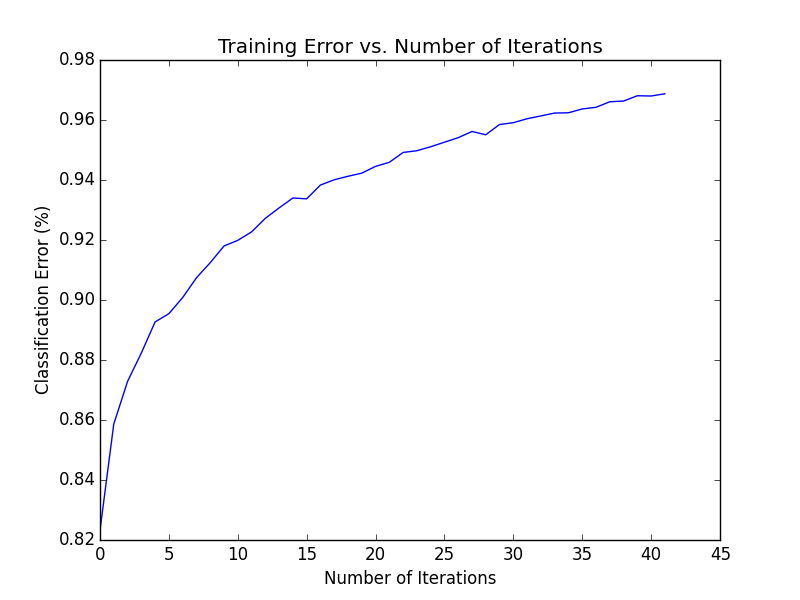 Training Error vs. Number of Iterations
0.98
0.96
0.94
0.92
0.90
0.88
0.86
0.84
0.82
Classification Error (%)
0 5 10 15 20 25 30 35 40 45
Number of Iterations